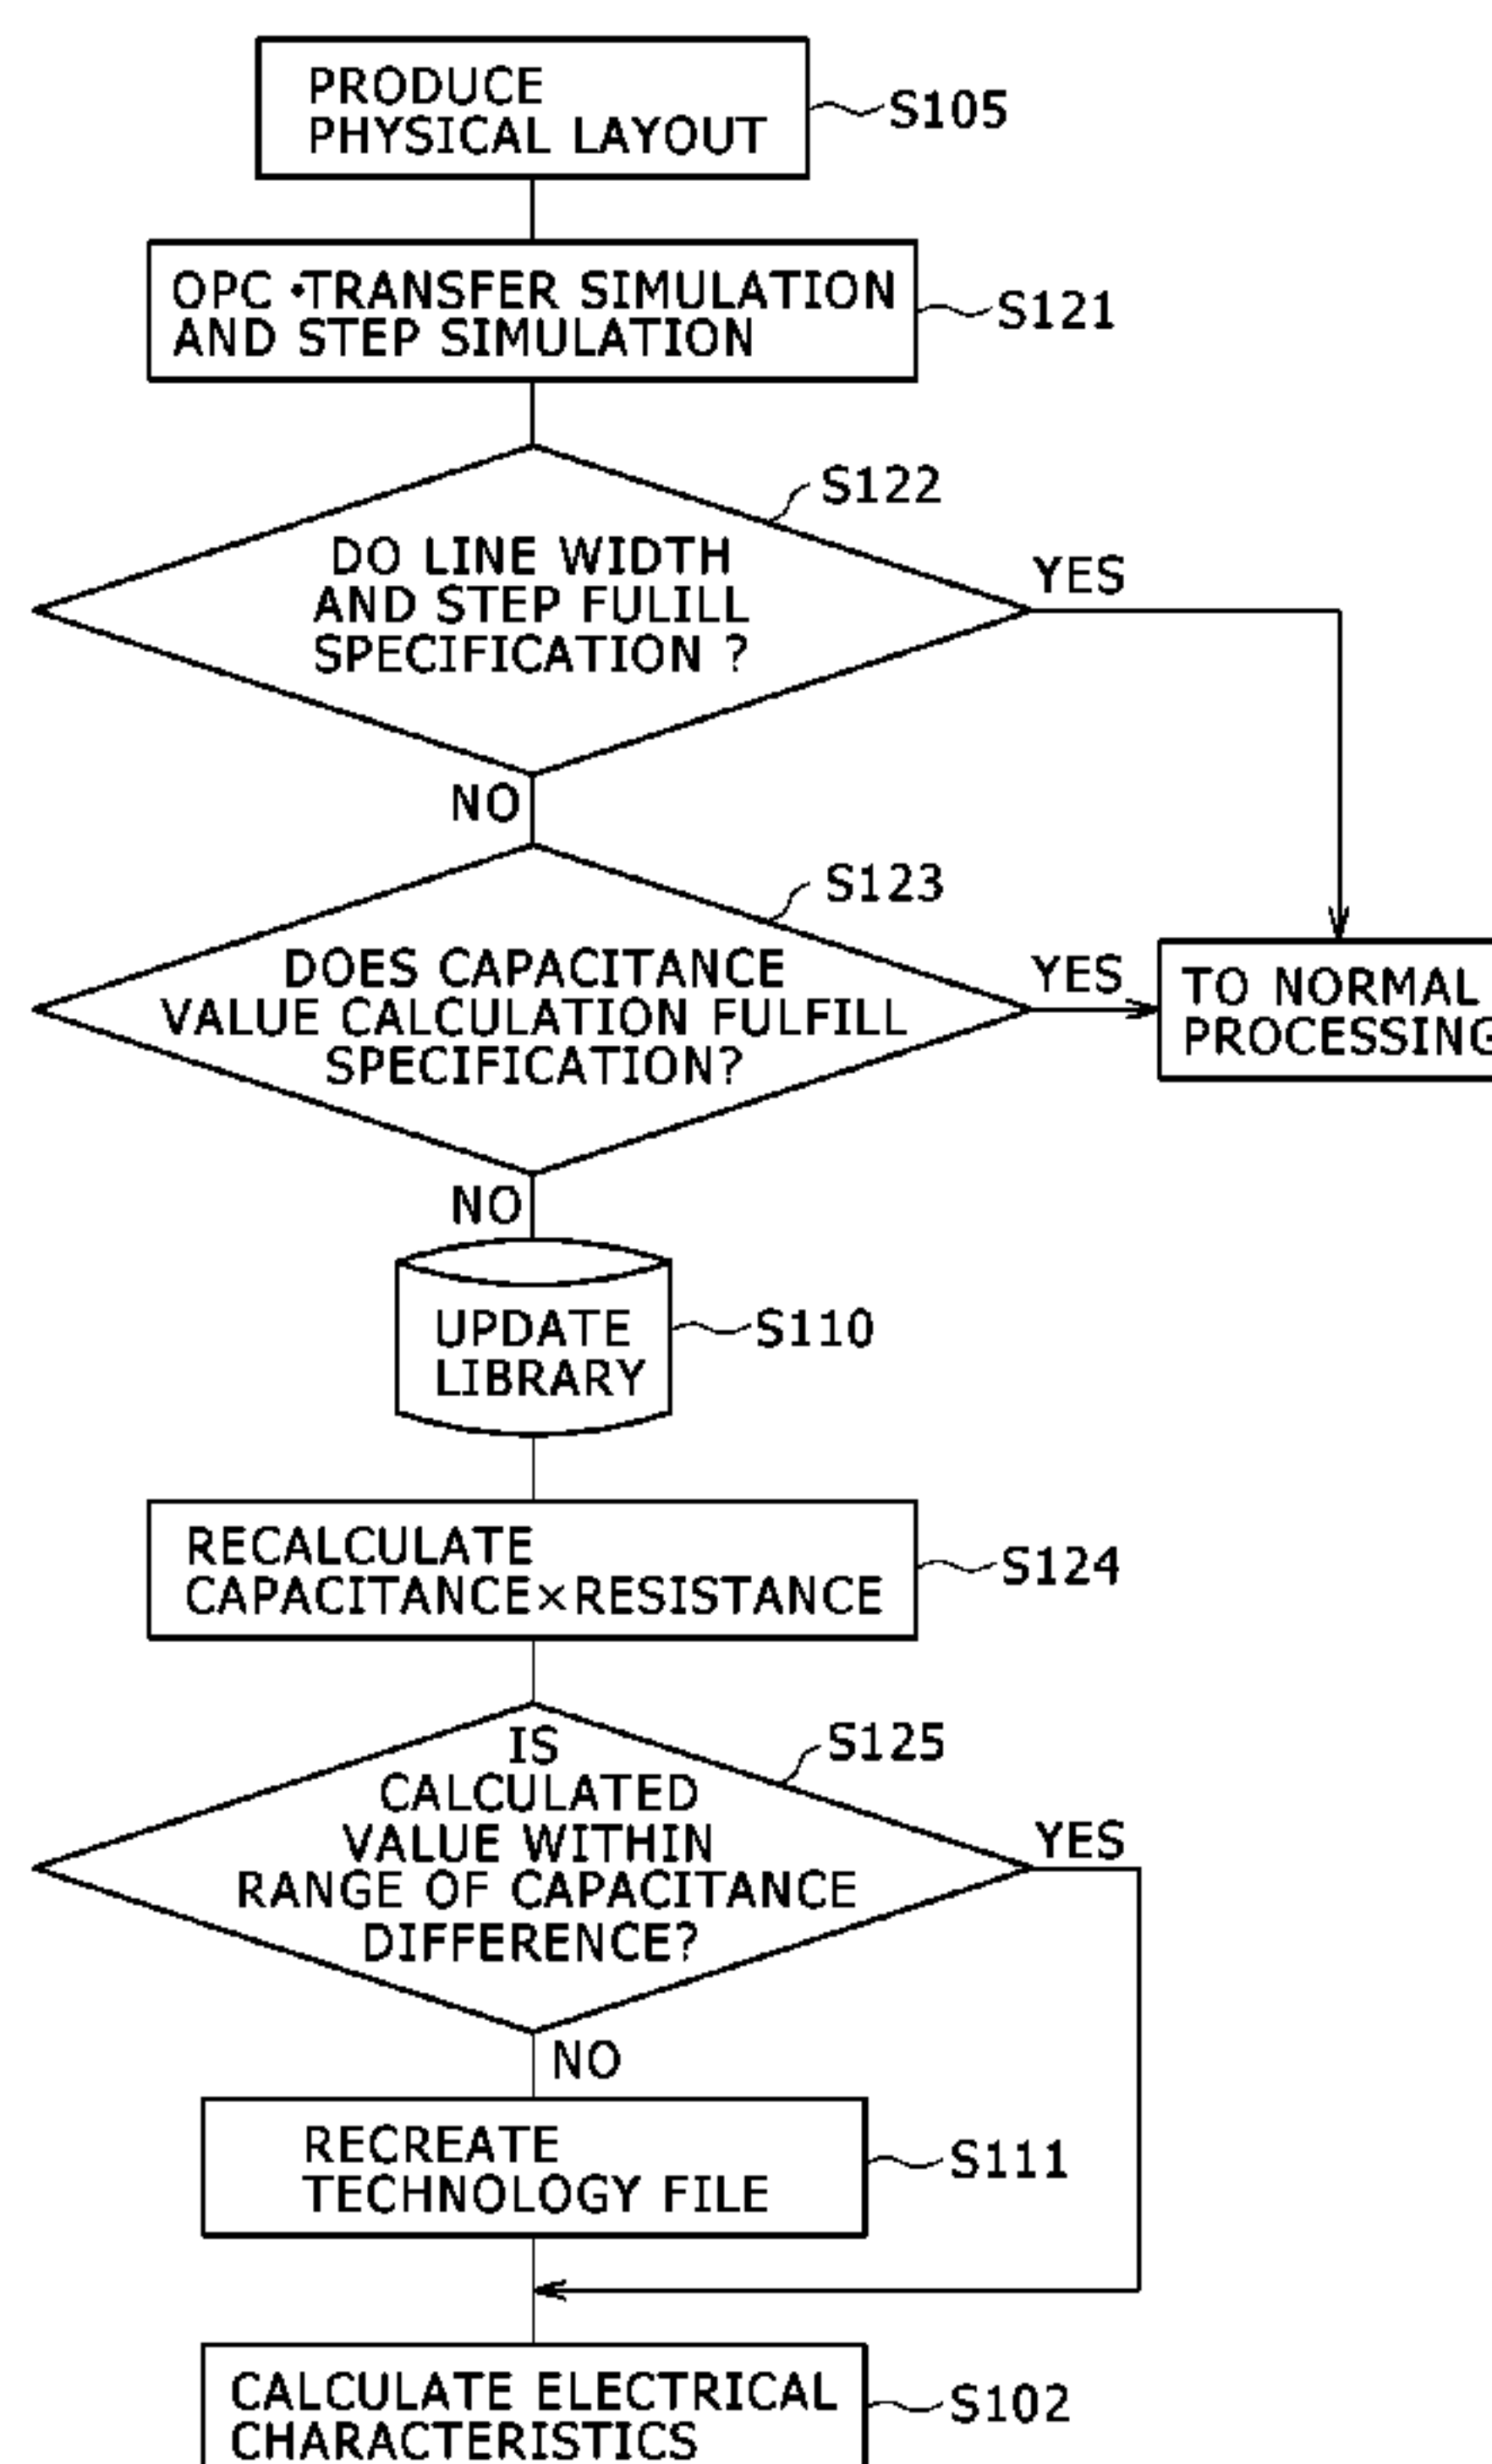 PRODUCE
PHYSICAL LAYOUT
S105
OPC •TRANSFER SIMULATION
AND STEP SIMULATION
S121
S122
DO LINE WIDTH
AND STEP FULILL
SPECIFICATION ?
YES
NO
S123
DOES CAPACITANCE
VALUE CALCULATION FULFILL
SPECIFICATION?
YES
TO NORMAL
PROCESSING
NO
UPDATE
LIBRARY
S110
RECALCULATE
CAPACITANCE×RESISTANCE
S124
S125
IS
CALCULATED
VALUE WITHIN
RANGE OF CAPACITANCE
DIFFERENCE?
YES
NO
RECREATE
TECHNOLOGY FILE
S111
CALCULATE ELECTRICAL
CHARACTERISTICS
S102